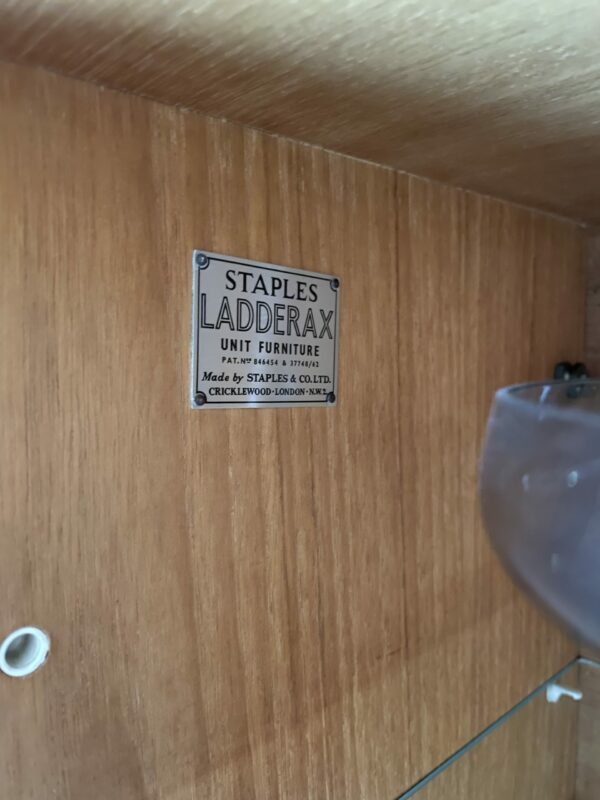 STAPLES
LADDERAX
UNIT FURNITURE
PAT. Nos 846454 & 37748/62
Made by STAPLES & CO. LTD.
CRICKLEWOOD · LONDON · N.W.2.